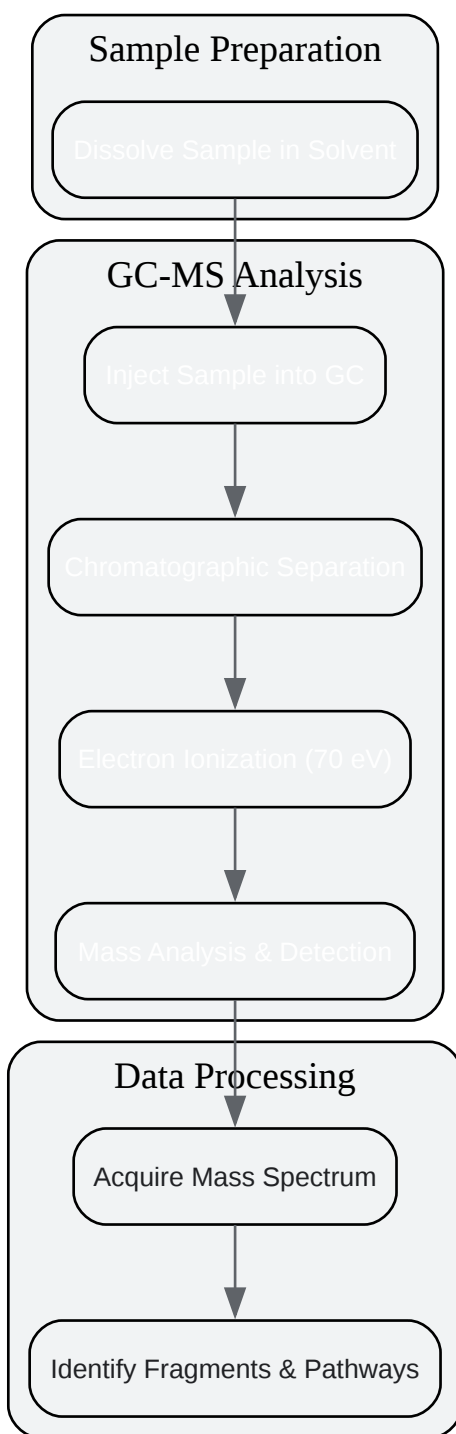 Sample Preparation
Dissolve Sample in Solvent
GC-MS Analysis
Inject Sample into GC
Chromatographic Separation
Electron Ionization (70 eV)
Mass Analysis & Detection
Data Processing
Acquire Mass Spectrum
Identify Fragments & Pathways